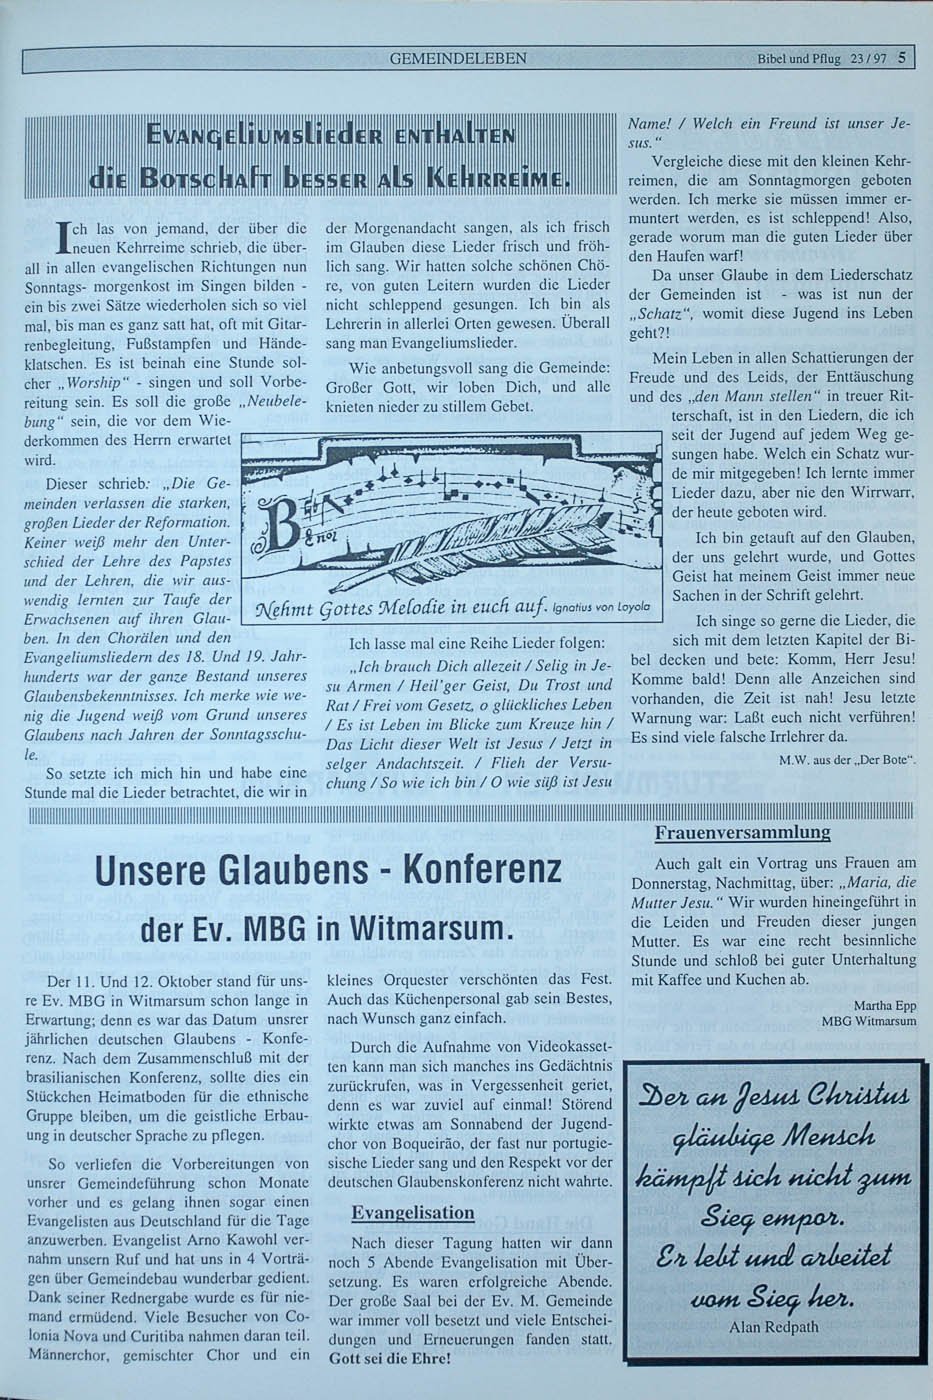 GEMEINDELEBEN
Bibel und Pflug 23/97 5
Evangeliumslieder enthalten
die Botschaft besser als Kehrreime.
Ich las von jemand, der über die
neuen Kehrreime schrieb, die über-
all in allen evangelischen Richtungen nun
Sonntags- morgenkost im Singen bilden -
ein bis zwei Sätze wiederholen sich so viel
mal, bis man es ganz satt hat, oft mit Gitar-
renbegleitung, Fußstampfen und Hände-
klatschen. Es ist beinah eine Stunde sol-
cher „Worship“ - singen und soll Vorbe-
reitung sein. Es soll die große „Neubele-
bung“ sein, die vor dem Wie-
derkommen des Herrn erwartet
wird.
Dieser schrieb: „Die Ge-
meinden verlassen die starken,
großen Lieder der Reformation.
Keiner weiß mehr den Unter-
schied der Lehre des Papstes
und der Lehren, die wir aus-
wendig lernten zur Taufe der
Erwachsenen auf ihren Glau-
ben. In den Chorälen und den
Evangeliumsliedern des 18. Und 19. Jahr-
hunderts war der ganze Bestand unseres
Glaubensbekenntnisses. Ich merke wie we-
nig die Jugend weiß vom Grund unseres
Glaubens nach Jahren der Sonntagsschu-
le.
So setzte ich mich hin und habe eine
Stunde mal die Lieder betrachtet, die wir in
der Morgenandacht sangen, als ich frisch
im Glauben diese Lieder frisch und fröh-
lich sang. Wir hatten solche schönen Chö-
re, von guten Leitern wurden die Lieder
nicht schleppend gesungen. Ich bin als
Lehrerin in allerlei Orten gewesen. Überall
sang man Evangeliumslieder.
Wie anbetungsvoll sang die Gemeinde:
Großer Gott, wir loben Dich, und alle
knieten nieder zu stillem Gebet.
B
Nehmt Gottes Melodie in euch auf. Ignatius von Loyola
Ich lasse mal eine Reihe Lieder folgen:
„Ich brauch Dich allezeit / Selig in Je-
su Armen / Heil'ger Geist, Du Trost und
Rat / Frei vom Gesetz, o glückliches Leben
/ Es ist Leben im Blicke zum Kreuze hin /
Das Licht dieser Welt ist Jesus / Jetzt in
selger Andachtszeit. / Flieh der Versu-
chung / So wie ich bin / O wie süß ist Jesu
Name! / Welch ein Freund ist unser Je-
sus.“
Vergleiche diese mit den kleinen Kehr-
reimen, die am Sonntagmorgen geboten
werden. Ich merke sie müssen immer er-
muntert werden, es ist schleppend! Also,
gerade worum man die guten Lieder über
den Haufen warf!
Da unser Glaube in dem Liederschatz
der Gemeinden ist - was ist nun der
„Schatz“, womit diese Jugend ins Leben
geht?!
Mein Leben in allen Schattierungen der
Freude und des Leids, der Enttäuschung
und des „den Mann stellen“ in treuer Rit-
terschaft, ist in den Liedern, die ich
seit der Jugend auf jedem Weg ge-
sungen habe. Welch ein Schatz wur-
de mir mitgegeben! Ich lernte immer
Lieder dazu, aber nie den Wirrwarr,
der heute geboten wird.
Ich bin getauft auf den Glauben,
der uns gelehrt wurde, und Gottes
Geist hat meinem Geist immer neue
Sachen in der Schrift gelehrt.
Ich singe so gerne die Lieder, die
sich mit dem letzten Kapitel der Bi-
bel decken und bete: Komm, Herr Jesu!
Komme bald! Denn alle Anzeichen sind
vorhanden, die Zeit ist nah! Jesu letzte
Warnung war: Laßt euch nicht verführen!
Es sind viele falsche Irrlehrer da.
M.W. aus der „Der Bote“.
Unsere Glaubens - Konferenz
der Ev. MBG in Witmarsum.
Der 11. Und 12. Oktober stand für uns-
re Ev. MBG in Witmarsum schon lange in
Erwartung; denn es war das Datum unsrer
jährlichen deutschen Glaubens - Konfe-
renz. Nach dem Zusammenschluß mit der
brasilianischen Konferenz, sollte dies ein
Stückchen Heimatboden für die ethnische
Gruppe bleiben, um die geistliche Erbau-
ung in deutscher Sprache zu pflegen.
So verliefen die Vorbereitungen von
unsrer Gemeindeführung schon Monate
vorher und es gelang ihnen sogar einen
Evangelisten aus Deutschland für die Tage
anzuwerben. Evangelist Arno Kawohl ver-
nahm unsern Ruf und hat uns in 4 Vorträ-
gen über Gemeindebau wunderbar gedient.
Dank seiner Rednergabe wurde es für nie-
mand ermüdend. Viele Besucher von Co-
lonia Nova und Curitiba nahmen daran teil.
Männerchor, gemischter Chor und ein
kleines Orquester verschönten das Fest.
Auch das Küchenpersonal gab sein Bestes,
nach Wunsch ganz einfach.
Durch die Aufnahme von Videokasset-
ten kann man sich manches ins Gedächtnis
zurückrufen, was in Vergessenheit geriet,
denn es war zuviel auf einmal! Störend
wirkte etwas am Sonnabend der Jugend-
chor von Boqueirão, der fast nur portugie-
sische Lieder sang und den Respekt vor der
deutschen Glaubenskonferenz nicht wahrte.
Evangelisation
Nach dieser Tagung hatten wir dann
noch 5 Abende Evangelisation mit Über-
setzung. Es waren erfolgreiche Abende.
Der große Saal bei der Ev. M. Gemeinde
war immer voll besetzt und viele Entschei-
dungen und Erneuerungen fanden statt.
Gott sei die Ehre!
Frauenversammlung
Auch galt ein Vortrag uns Frauen am
Donnerstag, Nachmittag, über: „Maria, die
Mutter Jesu.“ Wir wurden hineingeführt in
die Leiden und Freuden dieser jungen
Mutter. Es war eine recht besinnliche
Stunde und schloß bei guter Unterhaltung
mit Kaffee und Kuchen ab.
Martha Epp
MBG Witmarsum
Der an Jesus Christus
gläubige Mensch
kämpft sich nicht zum
Sieg empor.
Er lebt und arbeitet
vom Sieg her.
Alan Redpath